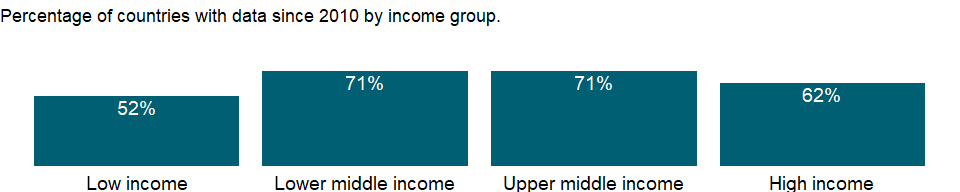 Percentage of countries with data since 2010 by income group.
52%
71%
71%
62%
Low income
Lower middle income
Upper middle income
High income